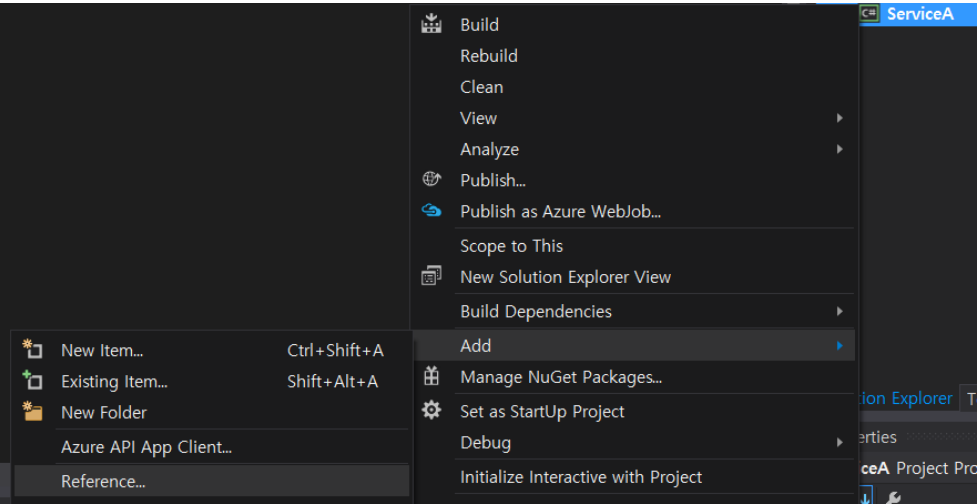 C# ServiceA
Build
Rebuild
Clean
View
Analyze
Publish...
Publish as Azure WebJob...
Scope to This
New Solution Explorer View
Build Dependencies
Add
Manage NuGet Packages...
Set as StartUp Project
Debug
Initialize Interactive with Project
New Item... Ctrl+Shift+A
Existing Item... Shift+Alt+A
New Folder
Azure API App Client...
Reference...
ion Explorer T
erties
ceA Project Pro